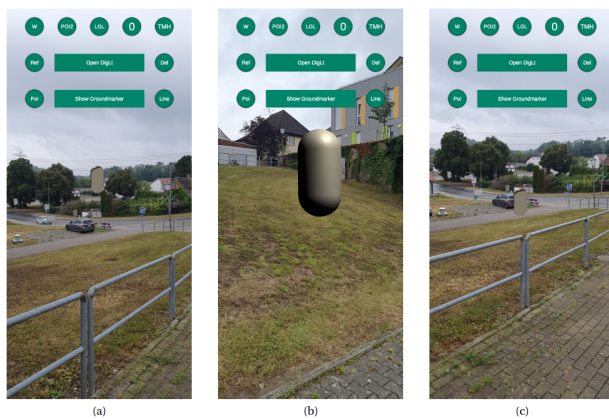 W POI2 LGL 0 TMH
Ref Open DigLt Del
Poi Show Groundmarker Line
W POI2 LGL 0 TMH
Ref Open DigLt Del
Poi Show Groundmarker Line
W POI2 LGL 0 TMH
Ref Open DigLt Del
Poi Show Groundmarker Line
(a) (b) (c)